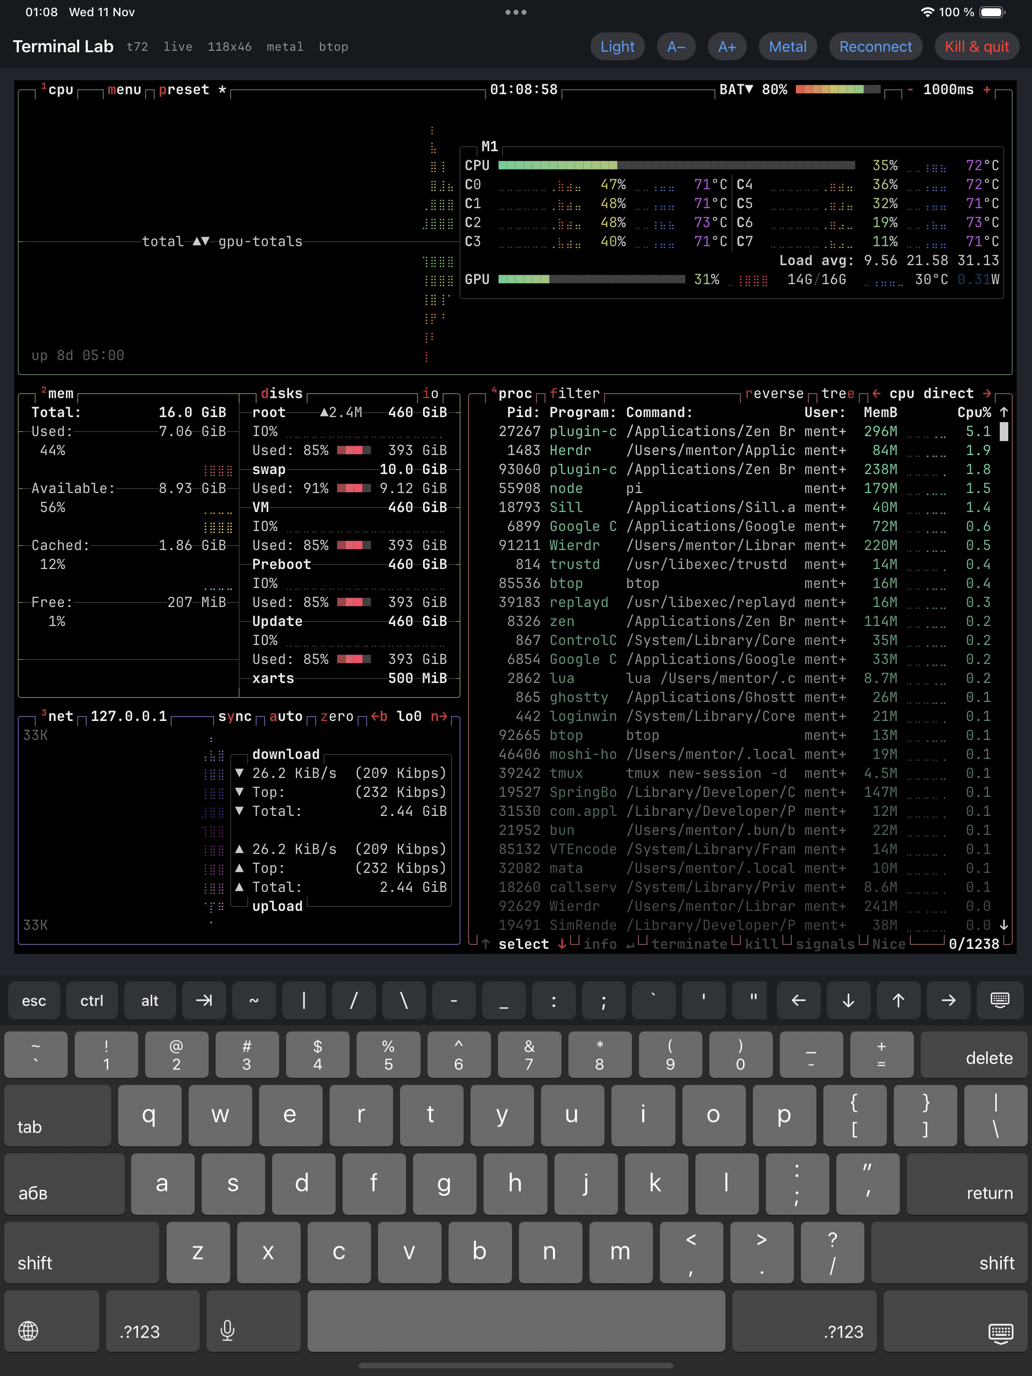 01:08 Wed 11 Nov 100 %
Terminal Lab t72 live 118x46 metal btop Light A− A+ Metal Reconnect Kill & quit
1cpu menu preset * 01:08:58 BAT▼ 80% - 1000ms +
M1
CPU 35% 72°C
C0 47% 71°C C4 36% 72°C
C1 48% 71°C C5 32% 71°C
C2 48% 73°C C6 19% 73°C
total ▲▼ gpu-totals C3 40% 71°C C7 11% 71°C
Load avg: 9.56 21.58 31.13
GPU 31% 14G/16G 30°C 0.31W
up 8d 05:00
2mem disks io
Total: 16.0 GiB
Used: 7.06 GiB
44%
Available: 8.93 GiB
56%
Cached: 1.86 GiB
12%
Free: 207 MiB
1%
root ▲2.4M 460 GiB
IO%
Used: 85% 393 GiB
swap 10.0 GiB
Used: 91% 9.12 GiB
VM 460 GiB
IO%
Used: 85% 393 GiB
Preboot 460 GiB
IO%
Used: 85% 393 GiB
Update 460 GiB
IO%
Used: 85% 393 GiB
xarts 500 MiB
3net 127.0.0.1 sync auto zero ←b lo0 n→
33K
download
▼ 26.2 KiB/s (209 Kibps)
▼ Top: (232 Kibps)
▼ Total: 2.44 GiB
▲ 26.2 KiB/s (209 Kibps)
▲ Top: (232 Kibps)
▲ Total: 2.44 GiB
upload
33K
4proc filter reverse tree ← cpu direct →
Pid: Program: Command: User: MemB Cpu% ↑
27267 plugin-c /Applications/Zen Br ment+ 296M 5.1
1483 Herdr /Users/mentor/Applic ment+ 84M 1.9
93060 plugin-c /Applications/Zen Br ment+ 238M 1.8
55908 node pi ment+ 179M 1.5
18793 Sill /Applications/Sill.a ment+ 40M 1.4
6899 Google C /Applications/Google ment+ 72M 0.6
91211 Wierdr /Users/mentor/Librar ment+ 220M 0.5
814 trustd /usr/libexec/trustd ment+ 14M 0.4
85536 btop btop ment+ 16M 0.4
39183 replayd /usr/libexec/replayd ment+ 16M 0.3
8326 zen /Applications/Zen Br ment+ 114M 0.2
867 ControlC /System/Library/Core ment+ 35M 0.2
6854 Google C /Applications/Google ment+ 33M 0.2
2862 lua lua /Users/mentor/.c ment+ 8.7M 0.2
865 ghostty /Applications/Ghostt ment+ 26M 0.1
442 loginwin /System/Library/Core ment+ 21M 0.1
92665 btop btop ment+ 13M 0.1
46406 moshi-ho /Users/mentor/.local ment+ 19M 0.1
39242 tmux tmux new-session -d ment+ 4.5M 0.1
19527 SpringBo /Library/Developer/C ment+ 147M 0.1
31530 com.appl /Library/Developer/P ment+ 12M 0.1
21952 bun /Users/mentor/.bun/b ment+ 22M 0.1
85132 VTEncode /System/Library/Fram ment+ 14M 0.1
32082 mata /Users/mentor/.local ment+ 10M 0.1
18260 callserv /System/Library/Priv ment+ 8.6M 0.1
92629 Wierdr /Users/mentor/Librar ment+ 241M 0.0
19491 SimRende /Library/Developer/P ment+ 38M 0.0 ↓
↑ select ↓ info ↵ terminate kill signals Nice 0/1238
esc ctrl alt ⇥ ~ | / \ - _ : ; ` ' " ← ↓ ↑ →
~ ! @ # $ % ^ & * ( ) _ +
` 1 2 3 4 5 6 7 8 9 0 - = delete
tab q w e r t y u i o p { [ } ] | \
абв a s d f g h j k l : ; ” ’ return
shift z x c v b n m < , > . ? / shift
.?123 .?123